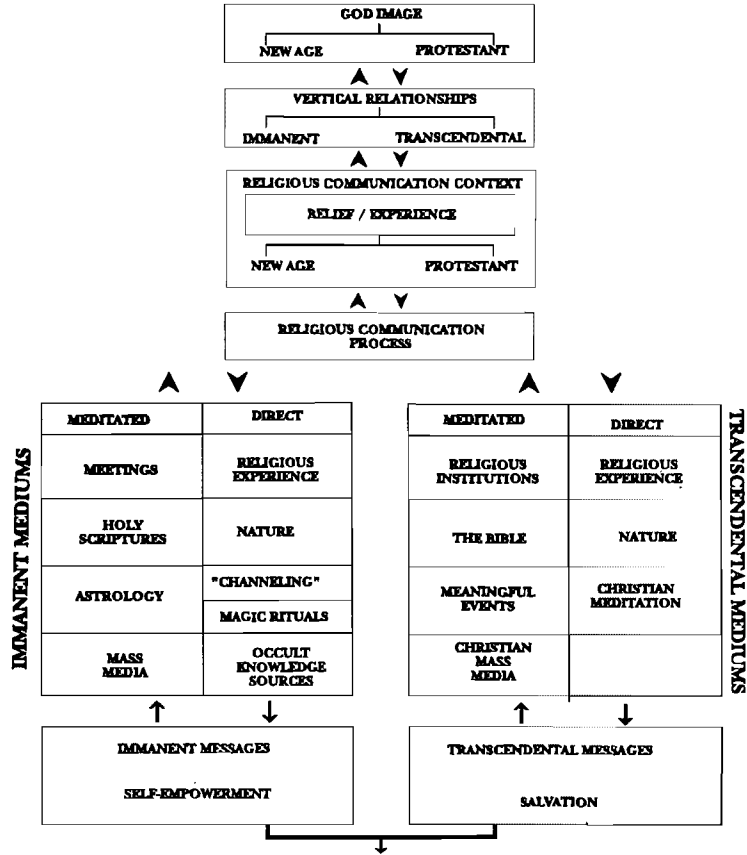 GOD IMAGE
NEW AGE
PROTESTANT
VERTICAL RELATIONSHIPS
IMMANENT
TRANSCENDENTAL
RELIGIOUS COMMUNICATION CONTEXT
BELIEF / EXPERIENCE
NEW AGE
PROTESTANT
RELIGIOUS COMMUNICATION
PROCESS
IMMANENT MEDIUMS
MEDITATED
DIRECT
MEETINGS
RELIGIOUS
EXPERIENCE
HOLY
SCRIPTURES
NATURE
ASTROLOGY
"CHANNELING"
MAGIC RITUALS
MASS
MEDIA
OCCULT
KNOWLEDGE
SOURCES
MEDITATED
DIRECT
RELIGIOUS
INSTITUTIONS
RELIGIOUS
EXPERIENCE
THE BIBLE
NATURE
MEANINGFUL
EVENTS
CHRISTIAN
MEDITATION
CHRISTIAN
MASS
MEDIA
TRANSCENDENTAL MEDIUMS
IMMANENT MESSAGES
SELF-EMPOWERMENT
TRANSCENDENTAL MESSAGES
SALVATION